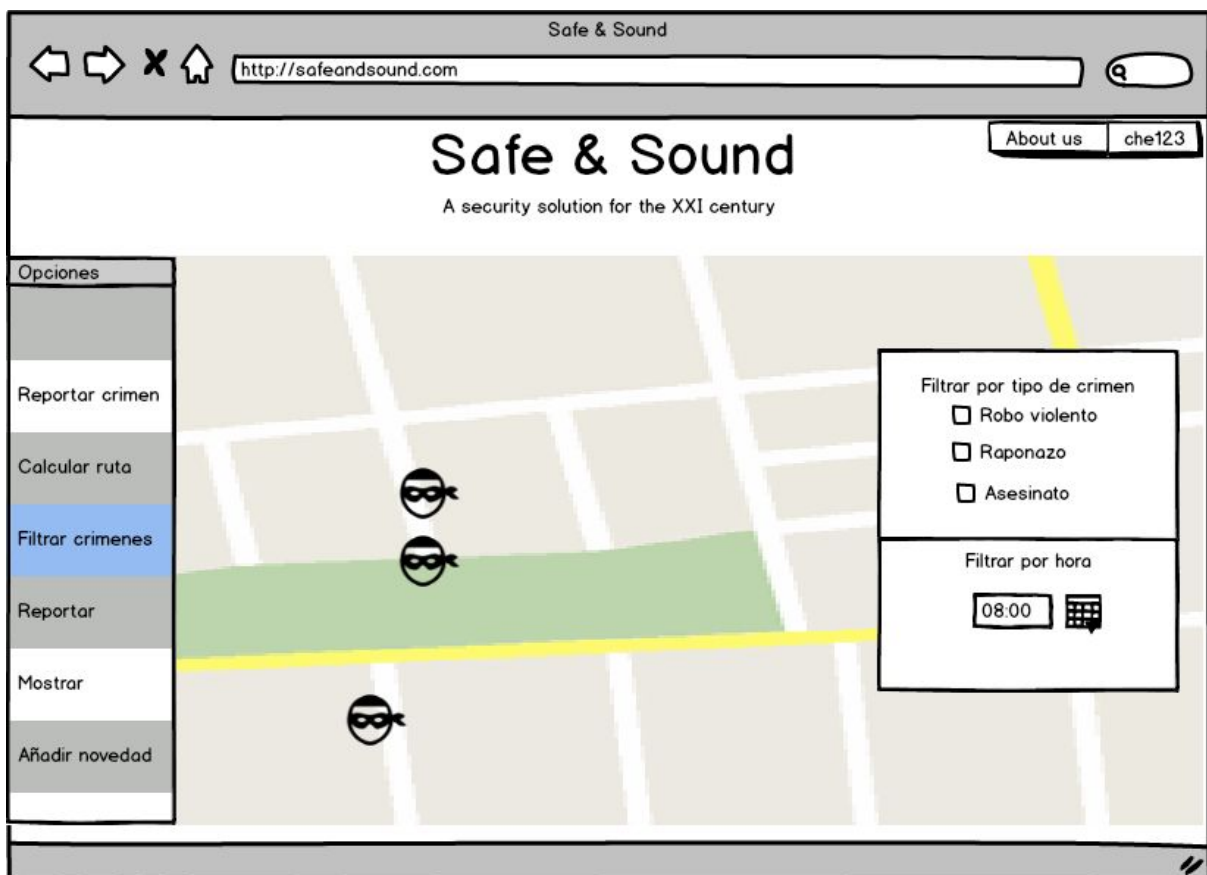 Safe & Sound
http://safeandsound.com
Safe & Sound
About us
che123
A security solution for the XXI century
Opciones
Reportar crimen
Calcular ruta
Filtrar crimenes
Reportar
Mostrar
Añadir novedad
Filtrar por tipo de crimen
Robo violento
Raponazo
Asesinato
Filtrar por hora
08:00